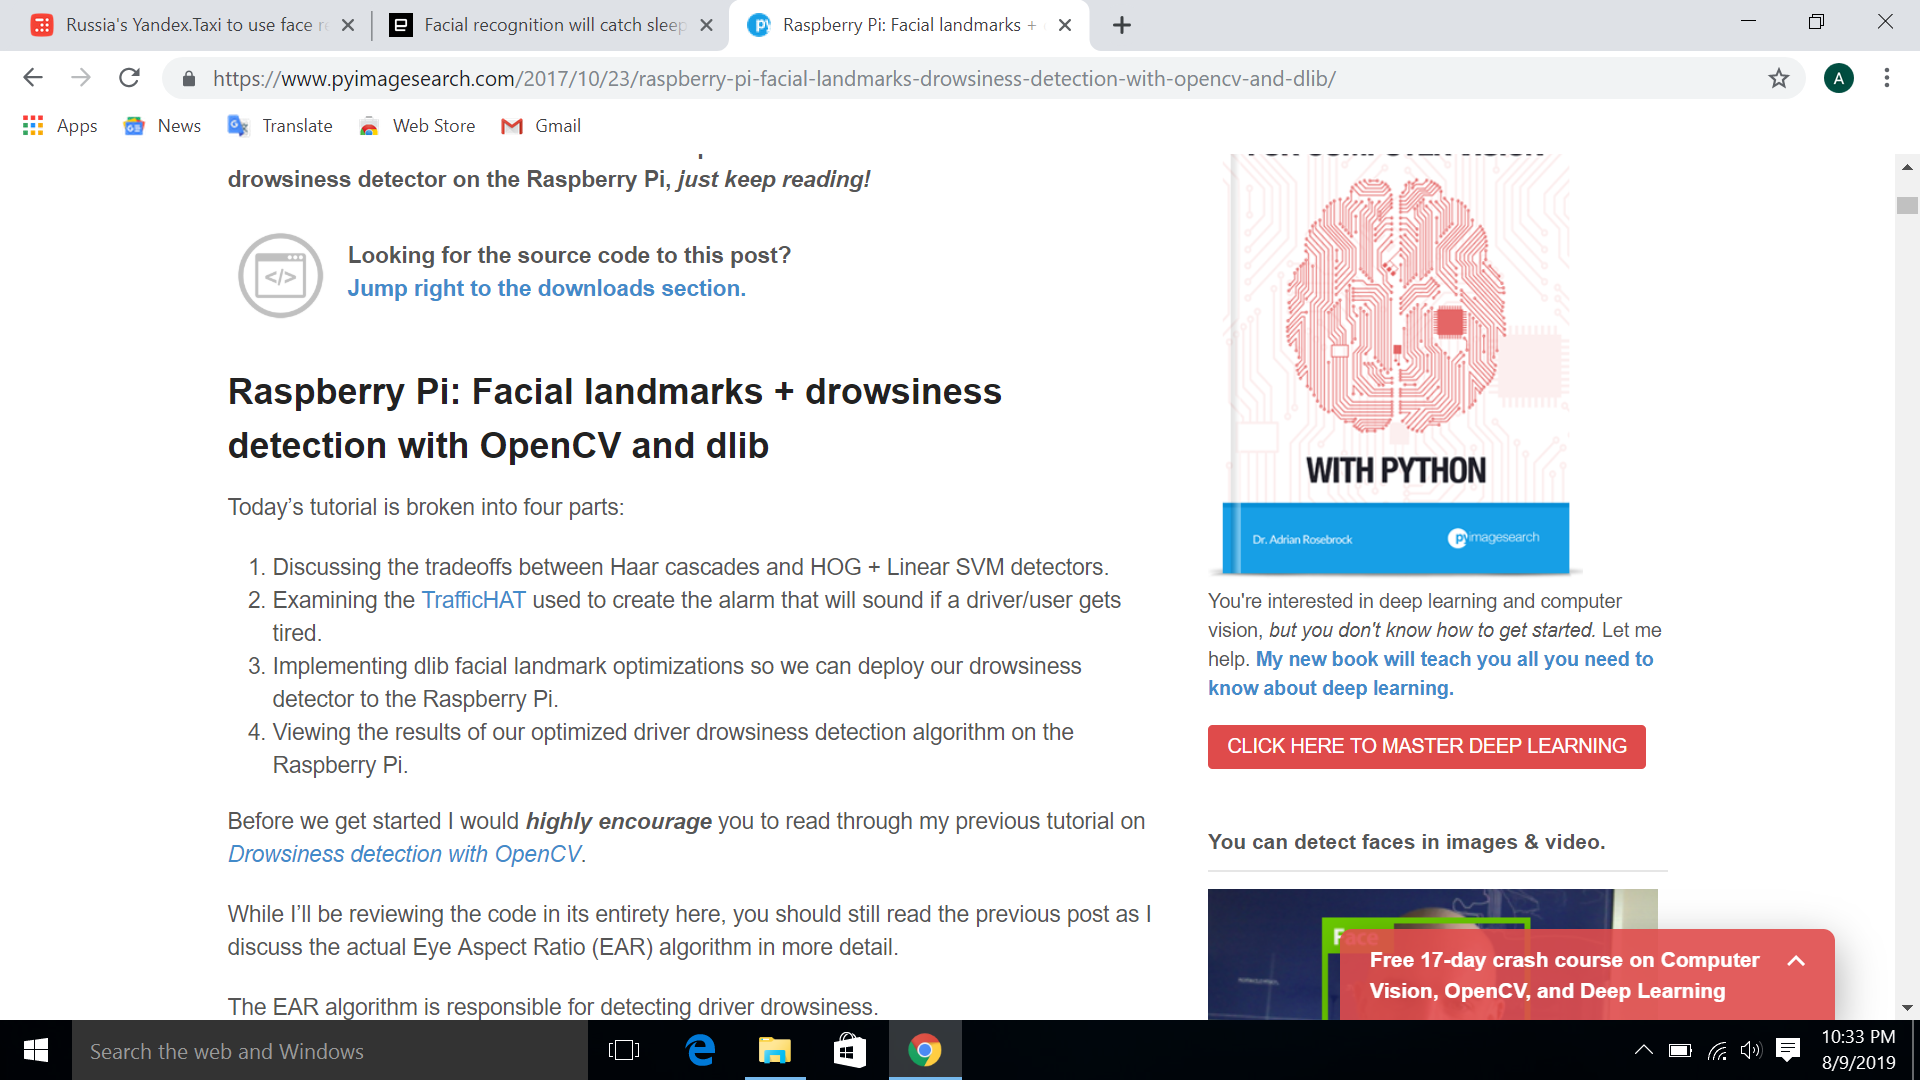 Russia's Yandex.Taxi to use face r
Facial recognition will catch sleep
Raspberry Pi: Facial landmarks +
https://www.pyimagesearch.com/2017/10/23/raspberry-pi-facial-landmarks-drowsiness-detection-with-opencv-and-dlib/
A
Apps
News
Translate
Web Store
Gmail
drowsiness detector on the Raspberry Pi, just keep reading!
</>
Looking for the source code to this post?
Jump right to the downloads section.
Raspberry Pi: Facial landmarks + drowsiness
detection with OpenCV and dlib
Today’s tutorial is broken into four parts:
1. Discussing the tradeoffs between Haar cascades and HOG + Linear SVM detectors.
2. Examining the TrafficHAT used to create the alarm that will sound if a driver/user gets
tired.
3. Implementing dlib facial landmark optimizations so we can deploy our drowsiness
detector to the Raspberry Pi.
4. Viewing the results of our optimized driver drowsiness detection algorithm on the
Raspberry Pi.
Before we get started I would highly encourage you to read through my previous tutorial on
Drowsiness detection with OpenCV.
While I’ll be reviewing the code in its entirety here, you should still read the previous post as I
discuss the actual Eye Aspect Ratio (EAR) algorithm in more detail.
The EAR algorithm is responsible for detecting driver drowsiness.
FOR COMPUTER VISION
WITH PYTHON
Dr. Adrian Rosebrock
pyimagesearch
You're interested in deep learning and computer
vision, but you don't know how to get started. Let me
help. My new book will teach you all you need to
know about deep learning.
CLICK HERE TO MASTER DEEP LEARNING
You can detect faces in images & video.
Face
Free 17-day crash course on Computer
Vision, OpenCV, and Deep Learning
Search the web and Windows
10:33 PM
8/9/2019